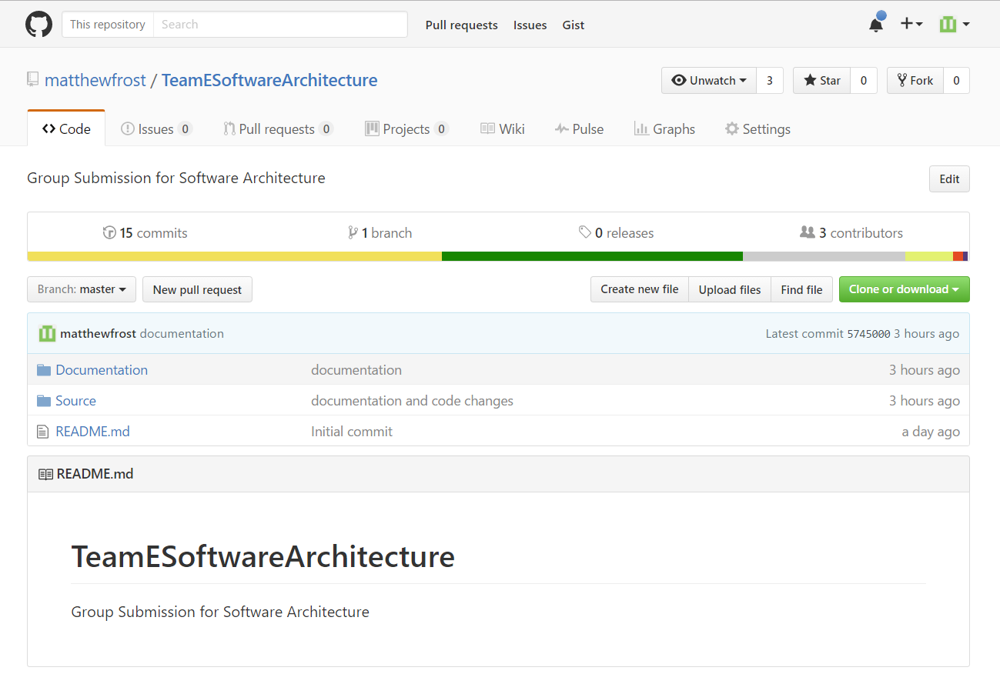 This repository Search Pull requests Issues Gist
matthewfrost / TeamESoftwareArchitecture Unwatch 3 Star 0 Fork 0
Code Issues 0 Pull requests 0 Projects 0 Wiki Pulse Graphs Settings
Group Submission for Software Architecture Edit
15 commits 1 branch 0 releases 3 contributors
Branch: master New pull request Create new file Upload files Find file Clone or download
matthewfrost documentation Latest commit 5745000 3 hours ago
Documentation documentation 3 hours ago
Source documentation and code changes 3 hours ago
README.md Initial commit a day ago
README.md
TeamESoftwareArchitecture
Group Submission for Software Architecture